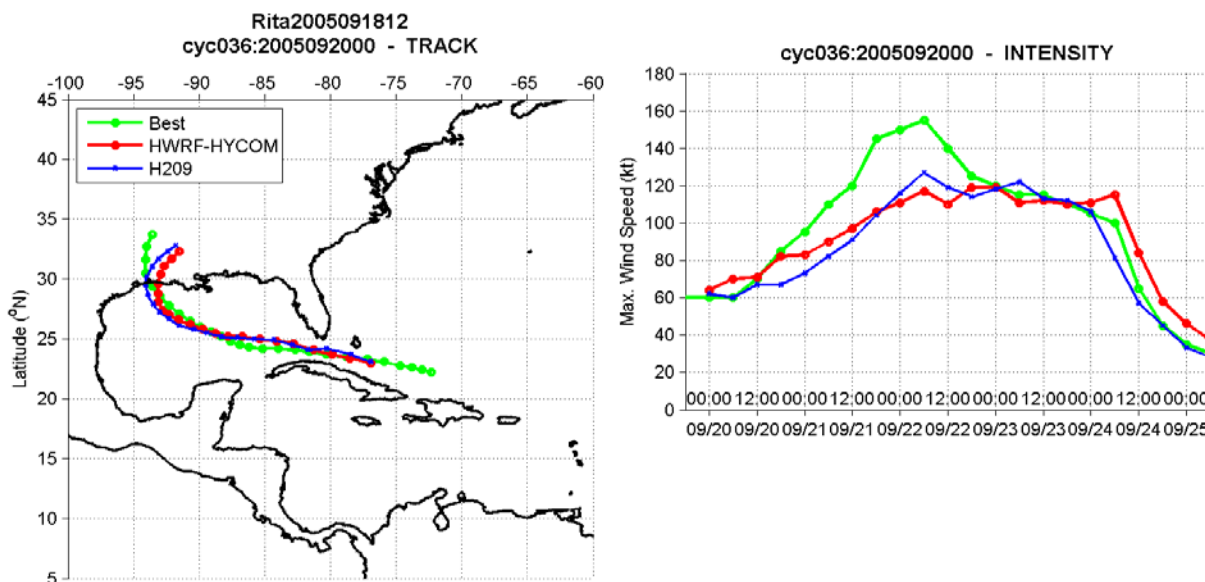 Rita2005091812
cyc036:2005092000 - TRACK
-100 -95 -90 -85 -80 -75 -70 -65 -60
45
40
35
30
25
20
15
10
5
Latitude (°N)
Best
HWRF-HYCOM
H209
cyc036:2005092000 - INTENSITY
180
160
140
120
100
80
60
40
20
0
Max. Wind Speed (kt)
00:00 12:00 00:00 12:00 00:00 12:00 00:00 12:00 00:00 12:00 00:00
09/20 09/20 09/21 09/21 09/22 09/22 09/23 09/23 09/24 09/24 09/25